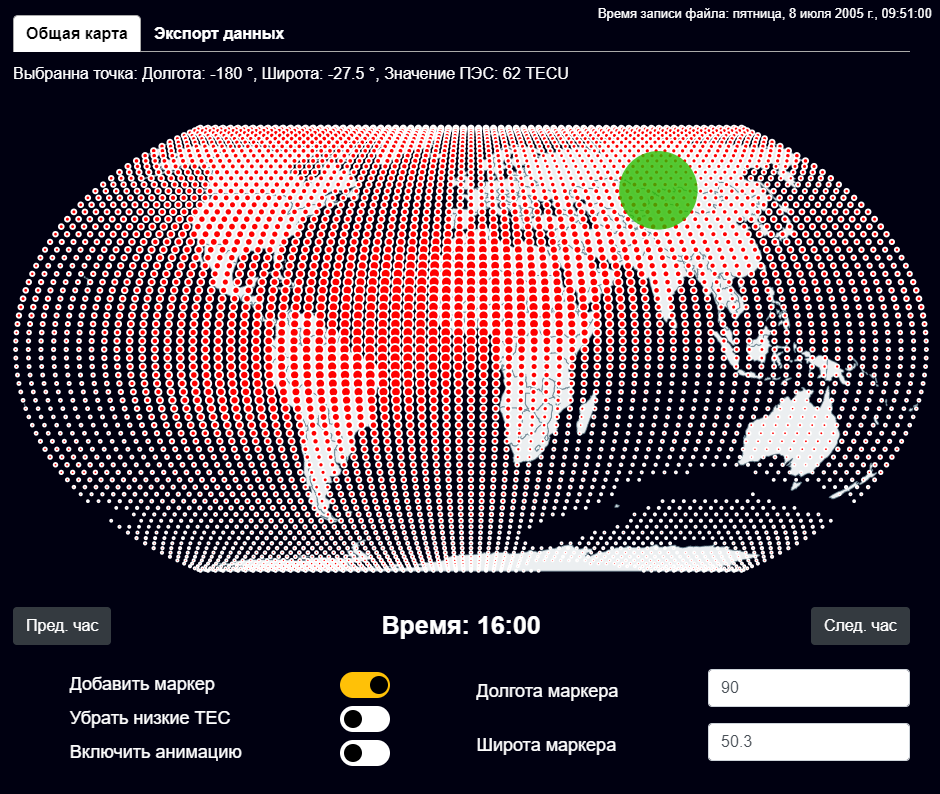 Время записи файла: пятница, 8 июля 2005 г., 09:51:00
Общая карта Экспорт данных
Выбранна точка: Долгота: -180 °, Широта: -27.5 °, Значение ПЭС: 62 TECU
Пред. час Время: 16:00 След. час
Добавить маркер
Убрать низкие TEC
Включить анимацию
Долгота маркера 90
Широта маркера 50.3